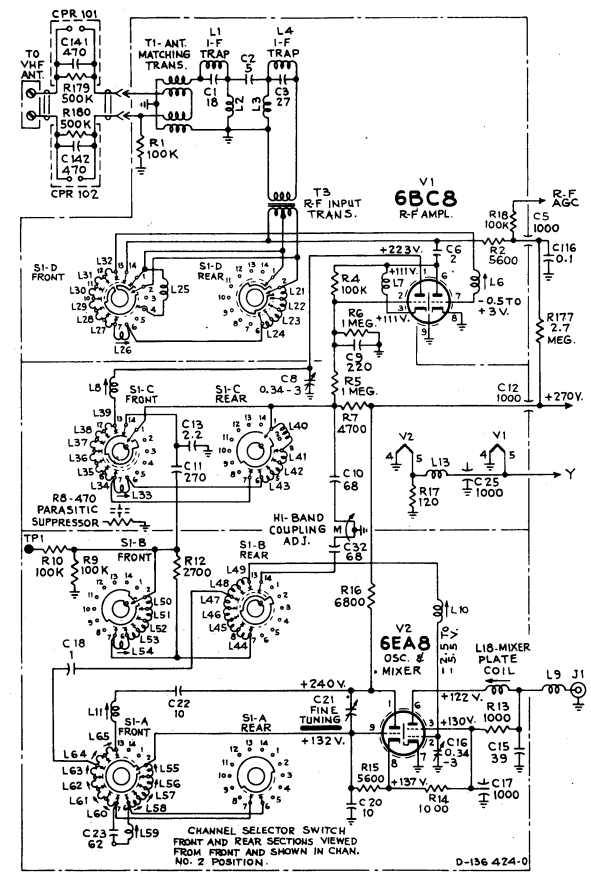 CPR 101
TO
VHF
ANT.
C141
470
R179
500K
R180
500K
C142
470
CPR 102
T1-ANT.
MATCHING
TRANS.
R1
100K
L1
I-F
TRAP
C1
18
C2
5
L2
L3
L4
I-F
TRAP
C3
27
T3
R-F INPUT
TRANS.
V1
6BC8
R-F AMPL.
R-F
AGC
R18
100K
C5
1000
R2
5600
C116
0.1
+223V.
C6
2
R4
100K
+111V.
L7
+111V.
L6
-0.5 TO
+3V.
R6
1 MEG.
C9
220
R5
1 MEG.
R177
2.7
MEG.
S1-D
FRONT
L32
L31
L30
L29
L28
L27
L26
L25
S1-D
REAR
L21
L22
L23
L24
L8
C8
0.34-3
C12
1000
+270V.
R7
4700
S1-C
FRONT
L39
L38
L37
L36
L35
L34
L33
C13
2.2
C11
270
S1-C
REAR
L40
L41
L42
L43
R8-470
PARASITIC
SUPPRESSOR
C10
68
V2
V1
L13
R17
120
C25
1000
Y
HI-BAND
COUPLING
ADJ.
M
C32
68
TP1
R10
100K
R9
100K
S1-B
FRONT
L50
L51
L52
L53
L54
R12
2700
S1-B
REAR
L49
L48
L47
L46
L45
L44
R16
6800
L10
V2
6EA8
OSC. &
MIXER
L18-MIXER
PLATE
COIL
L9
J1
C18
1
C22
10
+240V.
C21
FINE
TUNING
+132V.
+122V.
+130V.
R13
1000
C15
39
C16
0.34
-3
L11
S1-A
FRONT
L65
L64
L63
L62
L61
L60
L55
L56
L57
L58
L59
C23
62
S1-A
REAR
R15
5600
+137V.
C20
10
R14
1000
C17
1000
CHANNEL SELECTOR SWITCH
FRONT AND REAR SECTIONS VIEWED
FROM FRONT AND SHOWN IN CHAN.
NO. 2 POSITION.
D-136 424-0